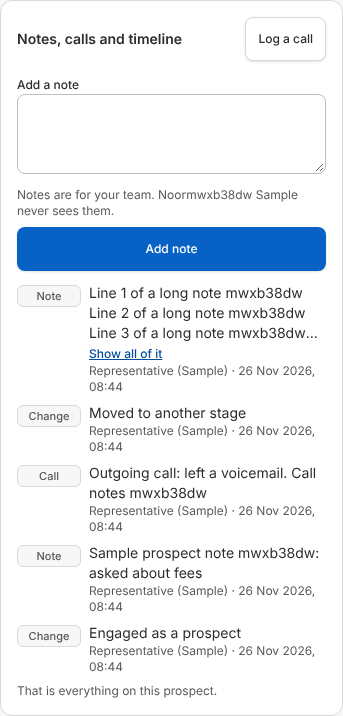 Notes, calls and timeline
Log a call
Add a note
Notes are for your team. Noormwxb38dw Sample
never sees them.
Add note
Note
Line 1 of a long note mwxb38dw
Line 2 of a long note mwxb38dw
Line 3 of a long note mwxb38dw...
Show all of it
Representative (Sample) · 26 Nov 2026,
08:44
Change
Moved to another stage
Representative (Sample) · 26 Nov 2026,
08:44
Call
Outgoing call: left a voicemail. Call
notes mwxb38dw
Representative (Sample) · 26 Nov 2026,
08:44
Note
Sample prospect note mwxb38dw:
asked about fees
Representative (Sample) · 26 Nov 2026,
08:44
Change
Engaged as a prospect
Representative (Sample) · 26 Nov 2026,
08:44
That is everything on this prospect.